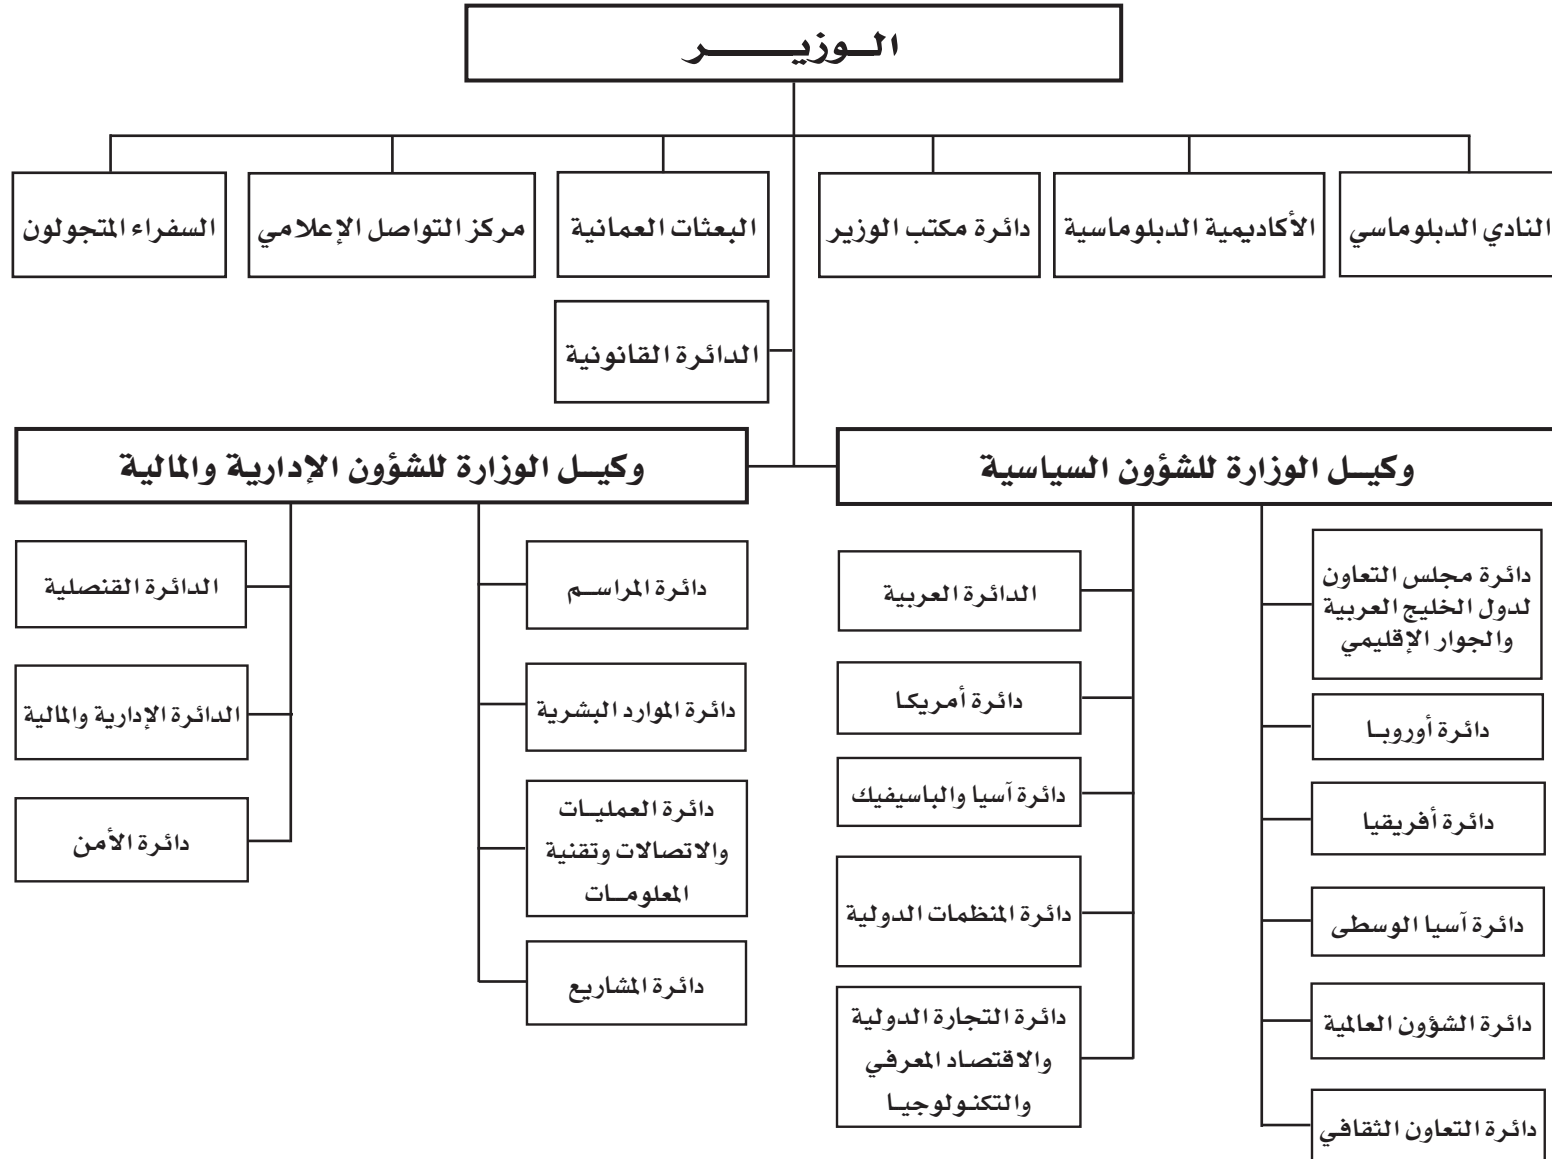 الـوزيـــــر
النادي الدبلوماسي
الأكاديمية الدبلوماسية
دائرة مكتب الوزير
البعثات العمانية
مركز التواصل الإعلامي
السفراء المتجولون
الدائرة القانونية
وكيــل الوزارة للشؤون السياسية
دائرة مجلس التعاون
لدول الخليج العربية
والجوار الإقليمي
دائرة أوروبـا
دائرة أفريقيا
دائرة آسيا الوسطى
دائرة الشؤون العالمية
دائرة التعاون الثقافي
الدائرة العربية
دائرة أمريكا
دائرة آسيا والباسيفيك
دائرة المنظمات الدولية
دائرة التجارة الدولية
والاقتصاد المعرفي
والتكنولوجيـا
وكيــل الوزارة للشؤون الإدارية والمالية
دائرة المراسـم
دائرة الموارد البشرية
دائرة العمليـات
والاتصالات وتقنية
المعلومـات
دائرة المشاريع
الدائرة القنصلية
الدائرة الإدارية والمالية
دائرة الأمن